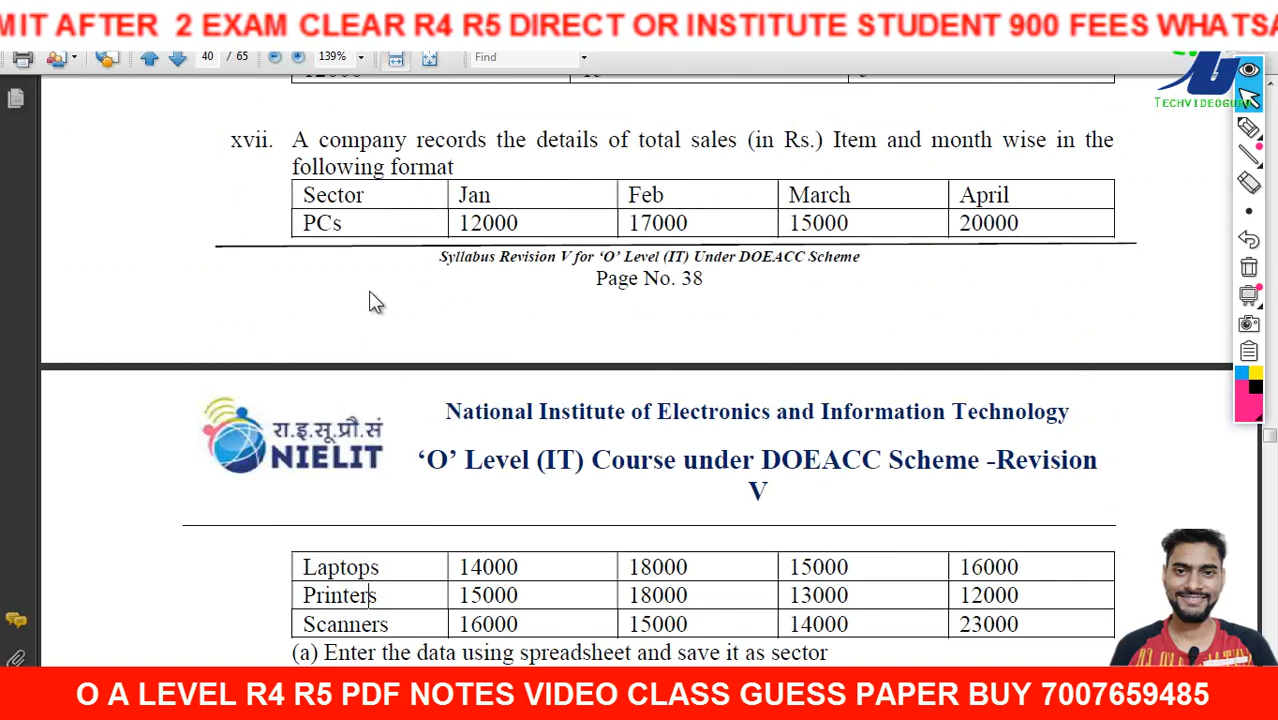 MIT AFTER 2 EXAM CLEAR R4 R5 DIRECT OR INSTITUTE STUDENT 900 FEES WHATSA
40 / 65 139% Find
TECHVIDEOGURU
xvii. A company records the details of total sales (in Rs.) Item and month wise in the
following format
Sector Jan Feb March April
PCs 12000 17000 15000 20000
Syllabus Revision V for ‘O’ Level (IT) Under DOEACC Scheme
Page No. 38
रा.इ.सू.प्रौ.सं
NIELIT
National Institute of Electronics and Information Technology
‘O’ Level (IT) Course under DOEACC Scheme -Revision
V
Laptops 14000 18000 15000 16000
Printers 15000 18000 13000 12000
Scanners 16000 15000 14000 23000
(a) Enter the data using spreadsheet and save it as sector
O A LEVEL R4 R5 PDF NOTES VIDEO CLASS GUESS PAPER BUY 7007659485